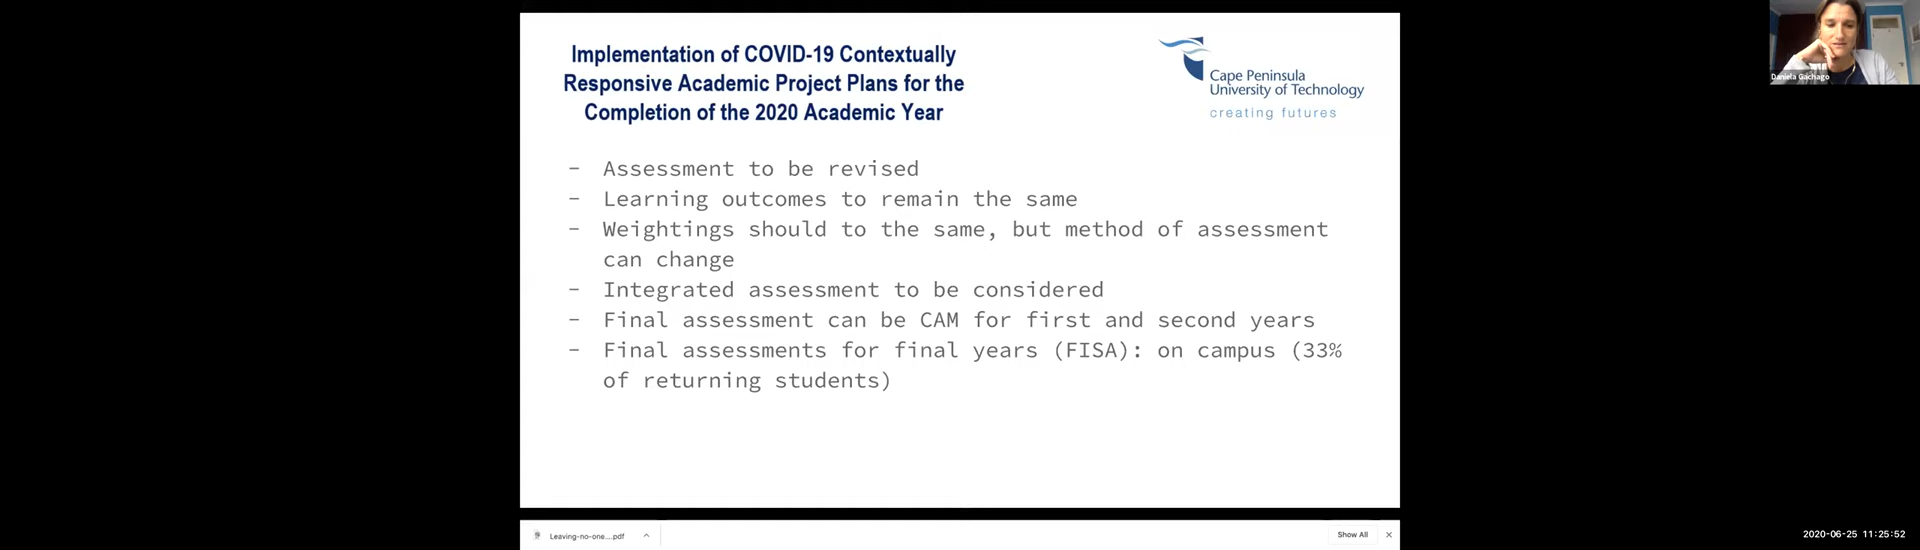 Implementation of COVID-19 Contextually
Responsive Academic Project Plans for the
Completion of the 2020 Academic Year
Cape Peninsula
University of Technology
creating futures
- Assessment to be revised
- Learning outcomes to remain the same
- Weightings should to the same, but method of assessment
can change
- Integrated assessment to be considered
- Final assessment can be CAM for first and second years
- Final assessments for final years (FISA): on campus (33%
of returning students)
Daniela Gachago
Leaving-no-one....pdf
Show All
2020-06-25 11:25:52